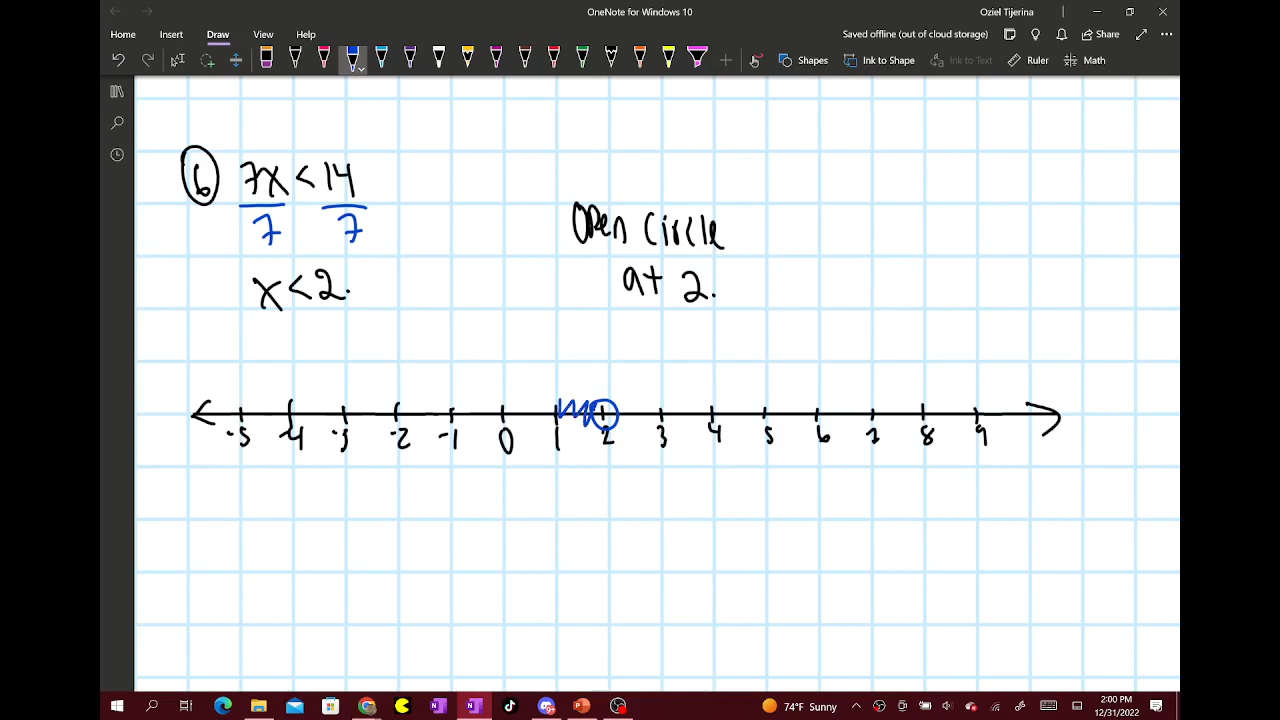 OneNote for Windows 10
Oziel Tijerina
Home Insert Draw View Help
Saved offline (out of cloud storage)
Share
Shapes
Ink to Shape
Ink to Text
Ruler
Math
6 7x < 14
7 7
x < 2.
Open Circle
at 2.
-5 -4 -3 -2 -1 0 1 2 3 4 5 6 7 8 9
74°F Sunny
2:00 PM
12/31/2022